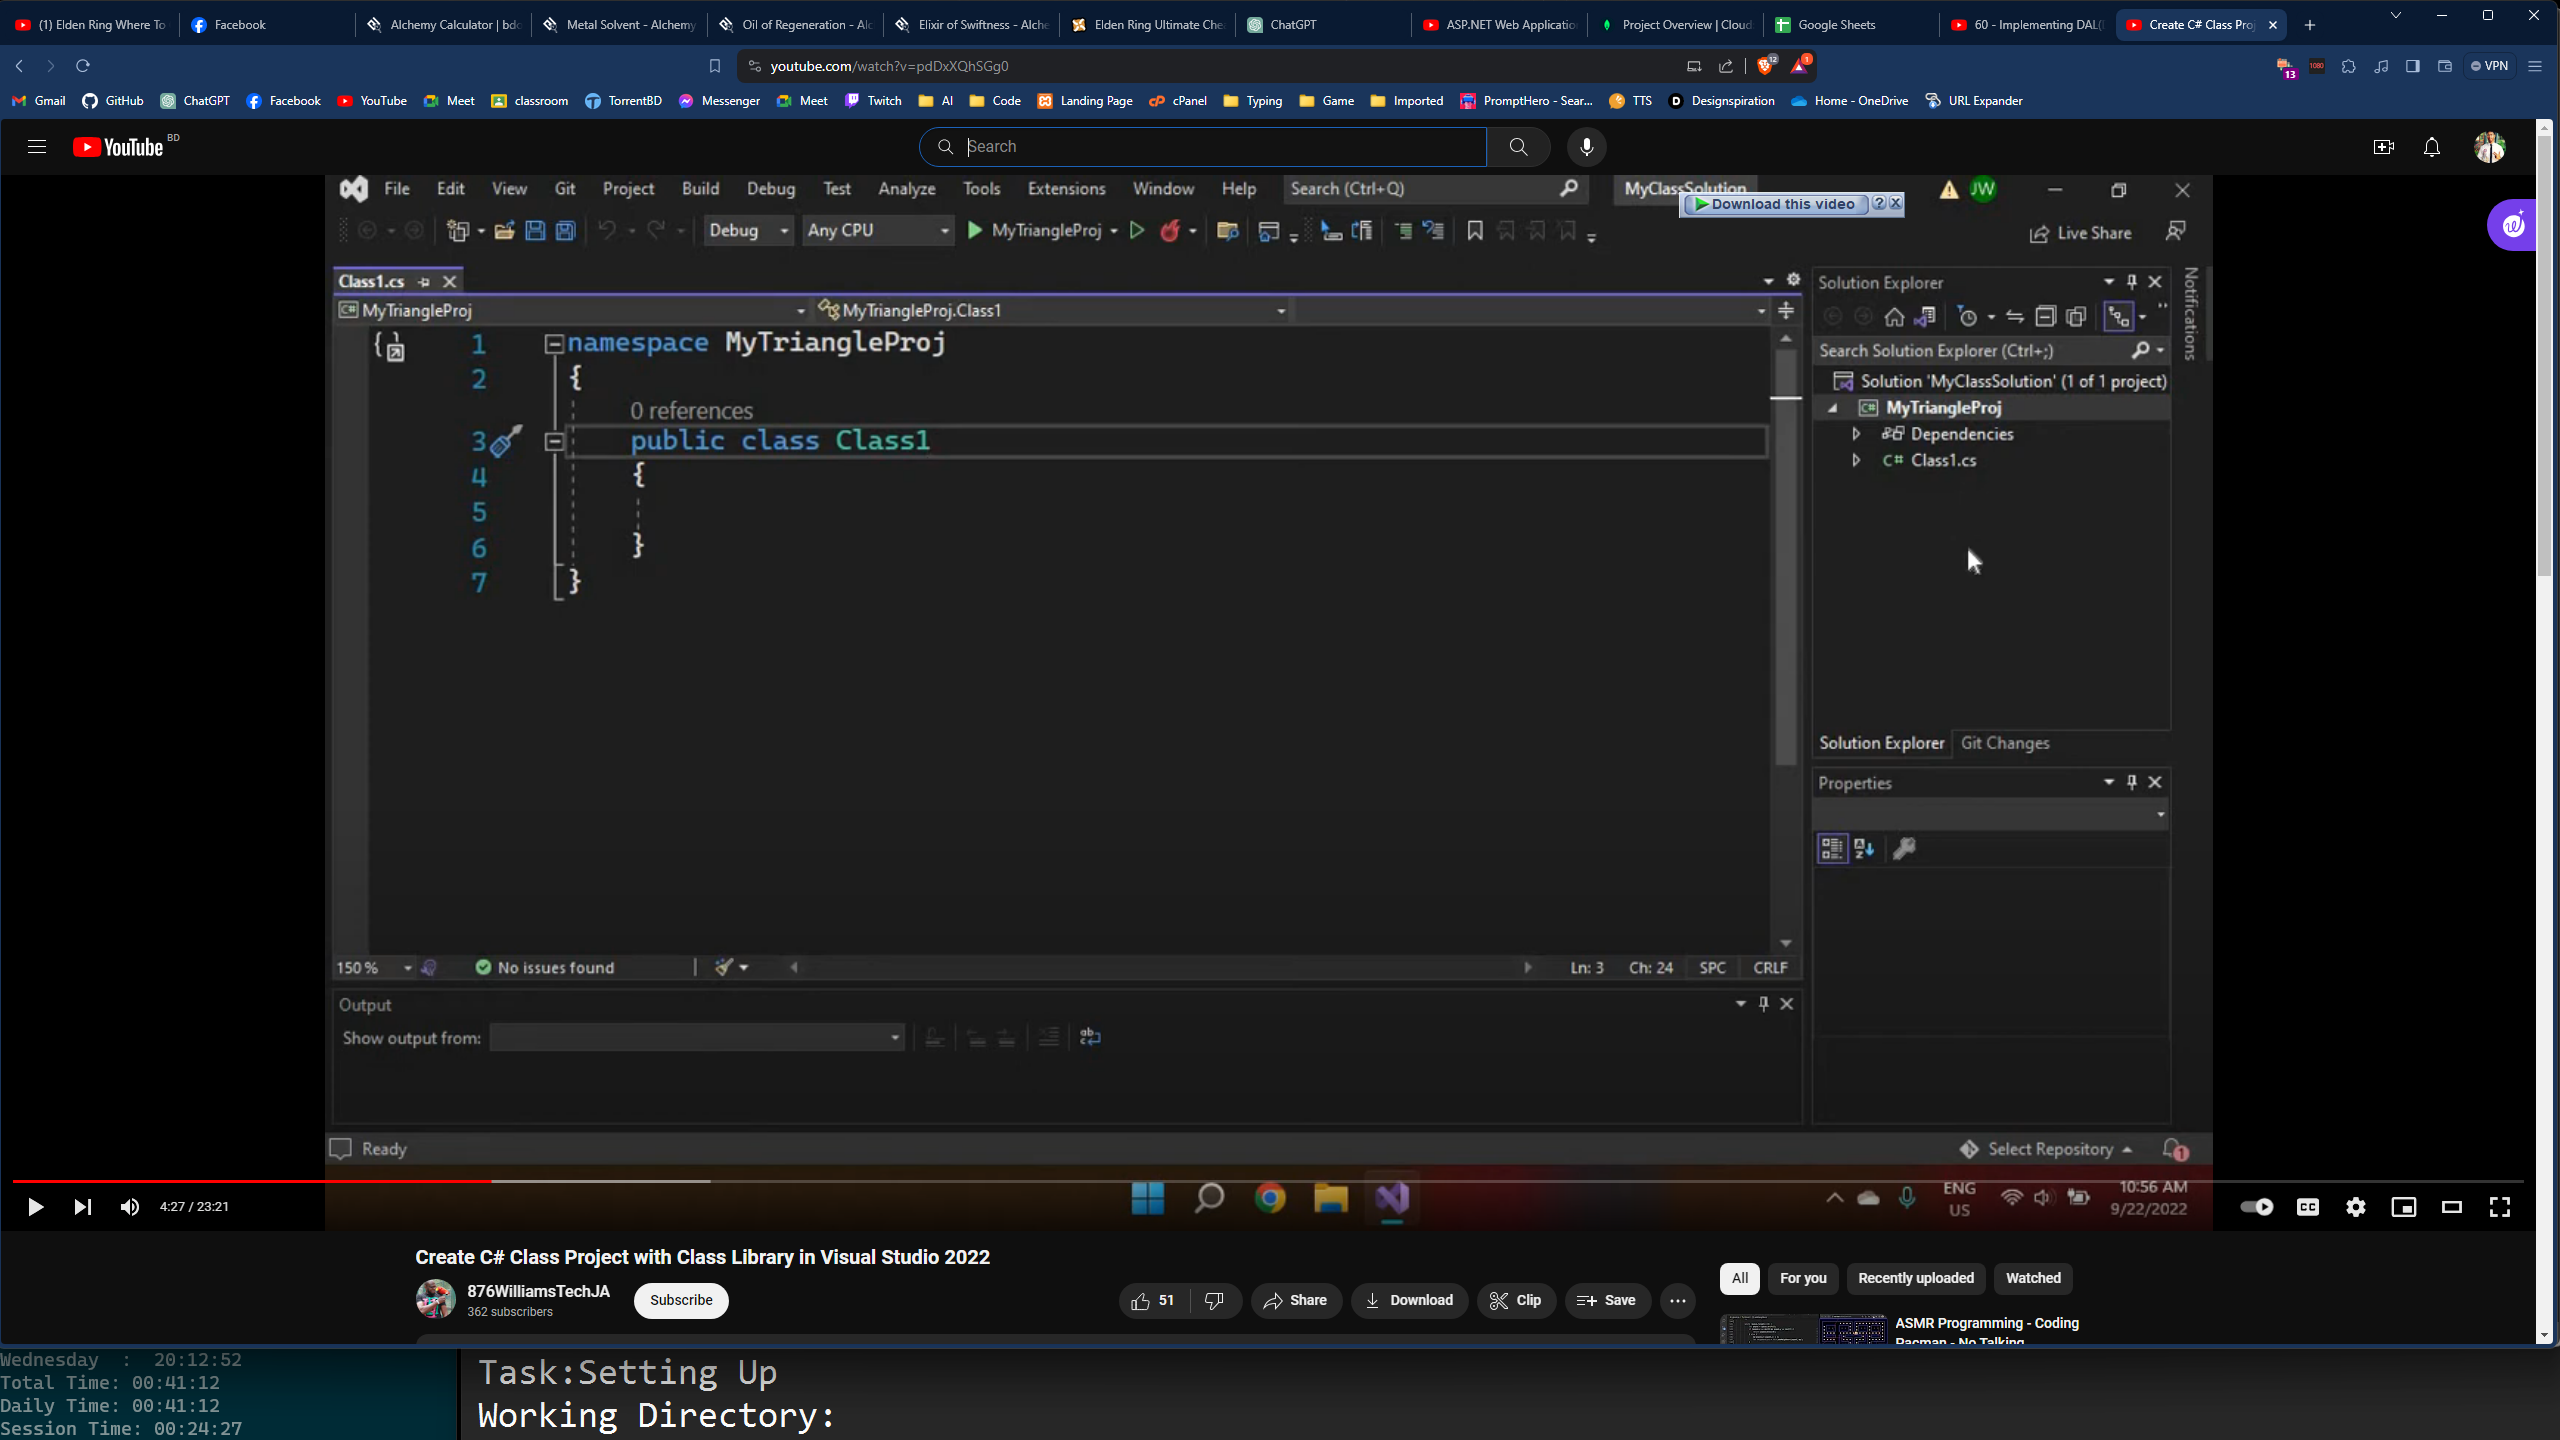 (1) Elden Ring Where To
Facebook
Alchemy Calculator | bdo
Metal Solvent - Alchemy
Oil of Regeneration - Alc
Elixir of Swiftness - Alche
Elden Ring Ultimate Che
ChatGPT
ASP.NET Web Application
Project Overview | Cloud
Google Sheets
60 - Implementing DAL(
Create C# Class Proj
youtube.com/watch?v=pdDxXQhSGg0
12
1
13
1080
VPN
Gmail
GitHub
ChatGPT
Facebook
YouTube
Meet
classroom
TorrentBD
Messenger
Meet
Twitch
AI
Code
Landing Page
cPanel
Typing
Game
Imported
PromptHero - Sear...
TTS
Designspiration
Home - OneDrive
URL Expander
YouTube BD
Search
File Edit View Git Project Build Debug Test Analyze Tools Extensions Window Help Search (Ctrl+Q) MyClassSolution JW
Download this video
Debug Any CPU MyTriangleProj Live Share
Class1.cs
MyTriangleProj MyTriangleProj.Class1
1 namespace MyTriangleProj
2 {
0 references
3 public class Class1
4 {
5
6 }
7 }
150 % No issues found Ln: 3 Ch: 24 SPC CRLF
Output
Show output from:
Solution Explorer
Search Solution Explorer (Ctrl+;)
Solution 'MyClassSolution' (1 of 1 project)
MyTriangleProj
Dependencies
C# Class1.cs
Solution Explorer Git Changes
Properties
Notifications
Ready Select Repository 1
ENG
US
10:56 AM
9/22/2022
4:27 / 23:21
CC
Create C# Class Project with Class Library in Visual Studio 2022
876WilliamsTechJA
362 subscribers
Subscribe
51
Share
Download
Clip
Save
All
For you
Recently uploaded
Watched
ASMR Programming - Coding
Pacman - No Talking
Wednesday : 20:12:52
Total Time: 00:41:12
Daily Time: 00:41:12
Session Time: 00:24:27
Task:Setting Up
Working Directory: